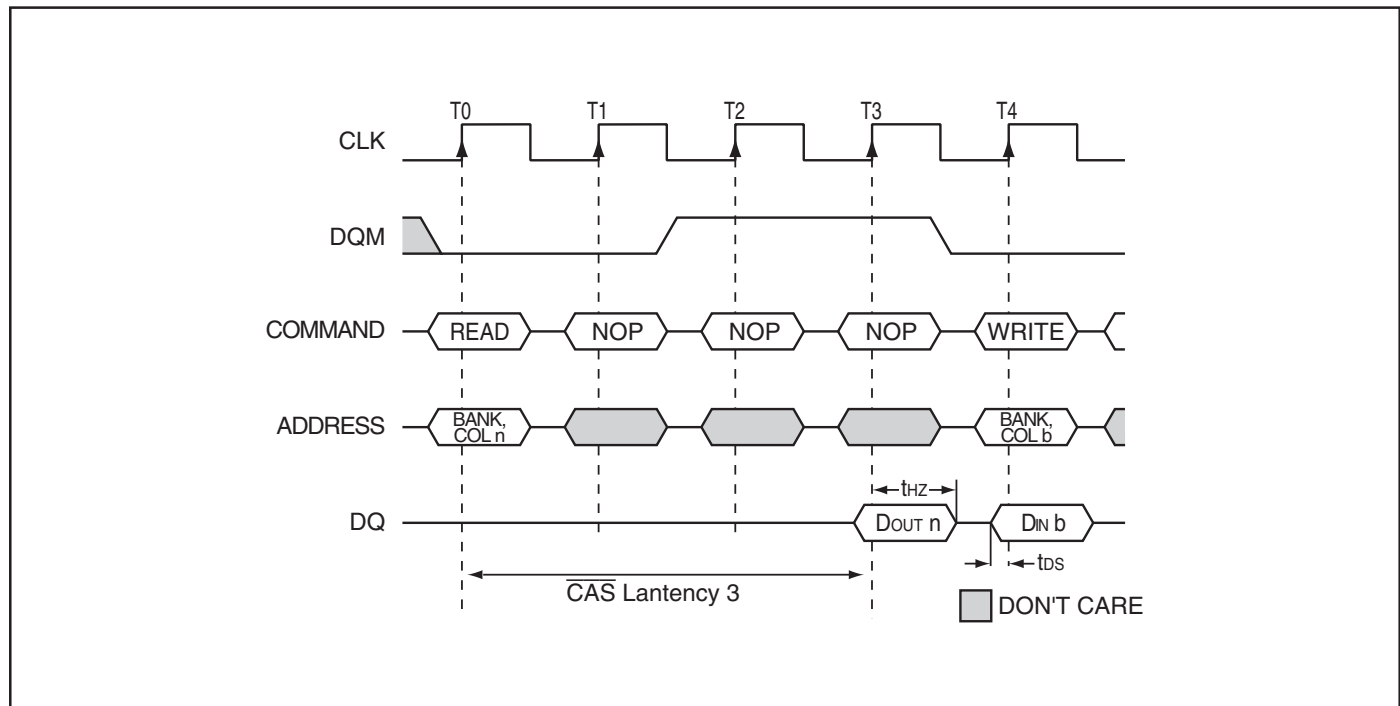 T0 T1 T2 T3 T4
CLK
DQM
COMMAND READ NOP NOP NOP WRITE
ADDRESS BANK, COL n BANK, COL b
tHZ
DQ DOUT n DIN b
tDS
CAS Lantency 3
DON'T CARE